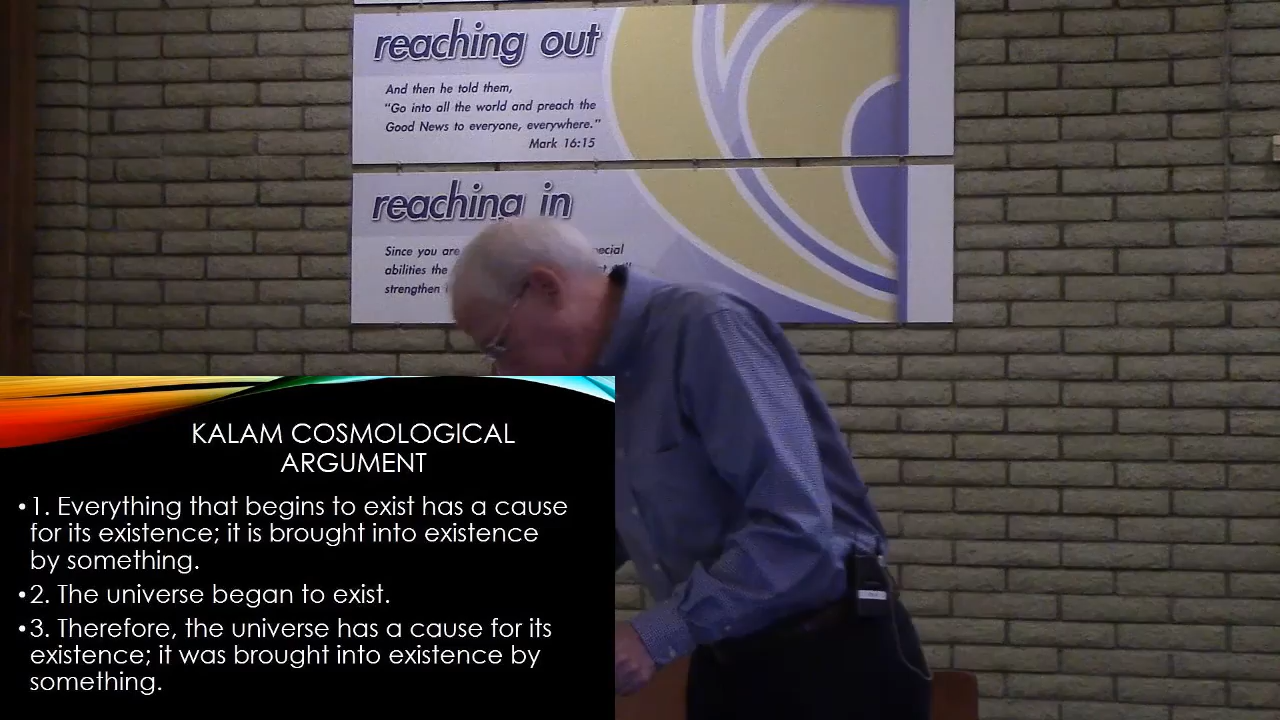 reaching out
And then he told them,
"Go into all the world and preach the
Good News to everyone, everywhere."
Mark 16:15
reaching in
Since you are
abilities the
strengthen
KALAM COSMOLOGICAL
ARGUMENT
• 1. Everything that begins to exist has a cause
for its existence; it is brought into existence
by something.
• 2. The universe began to exist.
• 3. Therefore, the universe has a cause for its
existence; it was brought into existence by
something.